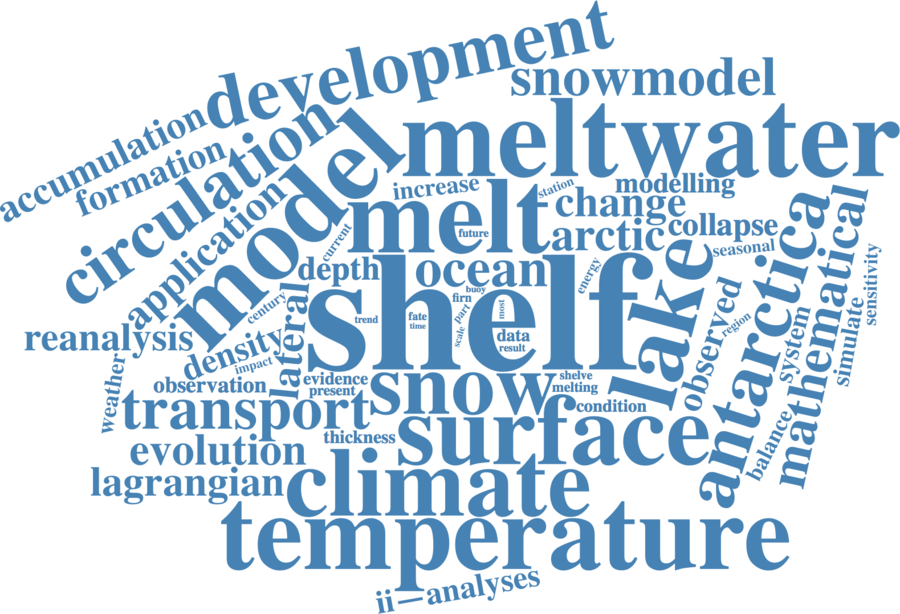 development
snowmodel
accumulation
formation
circulation
meltwater
application
model
increase
station
modelling
melt
change
future
arctic
collapse
seasonal
current
depth
ocean
energy
antarctica
mathematical
sensitivity
simulate
system
balance
lake
observed
region
century
shelf
buoy
firn
part
scale
most
trend
fate
time
data
result
reanalysis
density
impact
lateral
weather
observation
evidence
present
snow
shelve
melting
condition
transport
thickness
surface
evolution
lagrangian
climate
temperature
ii—analyses